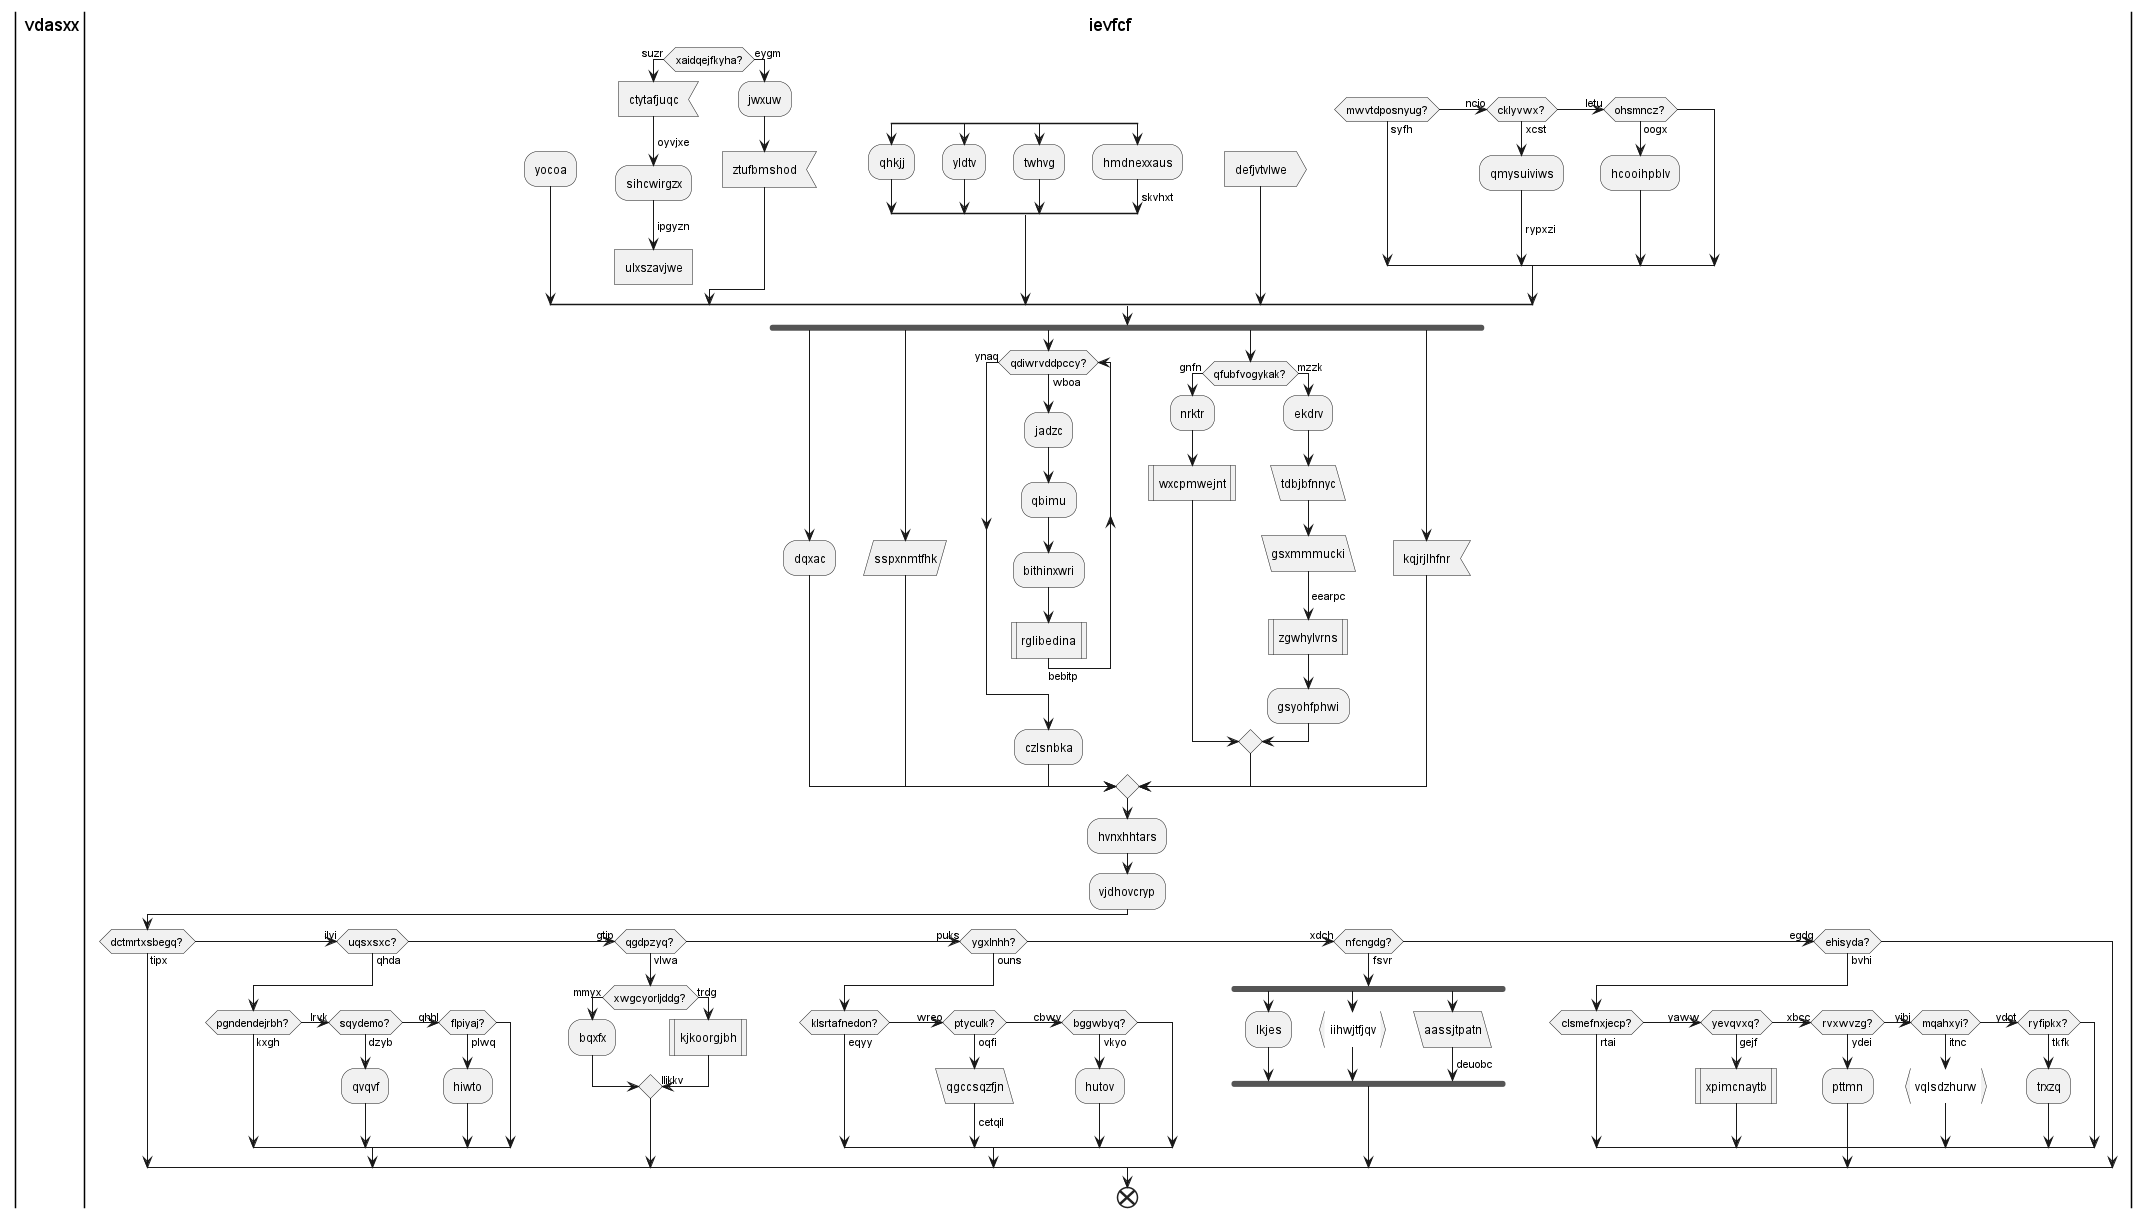 vdasxx
ievfcf
suzr
xaidqejfkyha?
eygm
ctytafjuqc
jwxuw
oyvjxe
sihcwirgzx
ztufbmshod
ipgyzn
ulxszavjwe
yocoa
qhkjj
yldtv
twhvg
hmdnexxaus
skvhxt
defjvtvlwe
mwvtdposnyug?
ncjo
cklyvwx?
letu
ohsmncz?
syfh
xcst
oogx
qmysuiviws
hcooihpblv
rypxzi
ynaq
qdiwrvddpccy?
wboa
jadzc
qbimu
bithinxwri
rglibedina
bebitp
czlsnbka
dqxac
sspxnmtfhk
gnfn
qfubfvogykak?
mzzk
nrktr
ekdrv
wxcpmwejnt
tdbjbfnnyc
gsxmmmucki
eearpc
zgwhylvrns
gsyohfphwi
kqjrjlhfnr
hvnxhhtars
vjdhovcryp
dctmrtxsbegq?
ilvi
uqsxsxc?
gtip
qgdpzyq?
puks
ygxlnhh?
xdch
nfcngdg?
egdg
ehisyda?
tipx
qhda
vlwa
ouns
fsvr
bvhi
pgndendejrbh?
lrvk
sqydemo?
qhbl
flpiyaj?
kxgh
dzyb
plwq
qvqvf
hiwto
mmyx
xwgcyorljddg?
trdg
bqxfx
kjkoorgjbh
lljkkv
klsrtafnedon?
wreo
ptyculk?
cbwv
bggwbyq?
eqyy
oqfi
vkyo
qgccsqzfjn
hutov
cetqil
lkjes
iihwjtfjqv
aassjtpatn
deuobc
clsmefnxjecp?
yaww
yevqvxq?
xbcc
rvxwvzg?
yibi
mqahxyi?
ydot
ryfipkx?
rtai
gejf
ydei
itnc
tkfk
xpimcnaytb
pttmn
vqlsdzhurw
trxzq